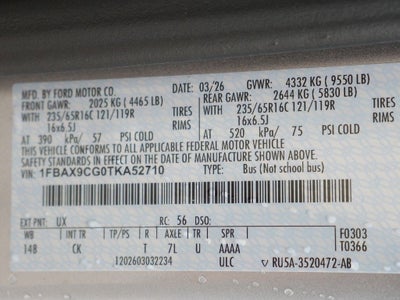 MFD. BY FORD MOTOR CO. 03/26 GVWR: 4332 KG (9550 LB)
FRONT GAWR: 2025 KG (4465 LB) REAR GAWR: 2644 KG (5830 LB)
WITH 235/65R16C 121/119R TIRES WITH 235/65R16C 121/119R TIRES
16x6.5J RIMS 16x6.5J RIMS
AT 390 kPa/ 57 PSI COLD AT 520 kPa/ 75 PSI COLD
THIS VEHICLE CONFORMS TO ALL APPLICABLE FEDERAL MOTOR VEHICLE
SAFETY STANDARDS IN EFFECT ON THE DATE OF MANUFACTURE SHOWN ABOVE.
VIN: 1FBAX9CG0TKA52710 TYPE: Bus (Not school bus)
EXT PNT: UX RC: 56 DSO: F0303
WB INT TR TP/PS R AXLE TR SPR T0366
14B CK T 7L U AAAA
1202603032234 ULC RU5A-3520472-AB